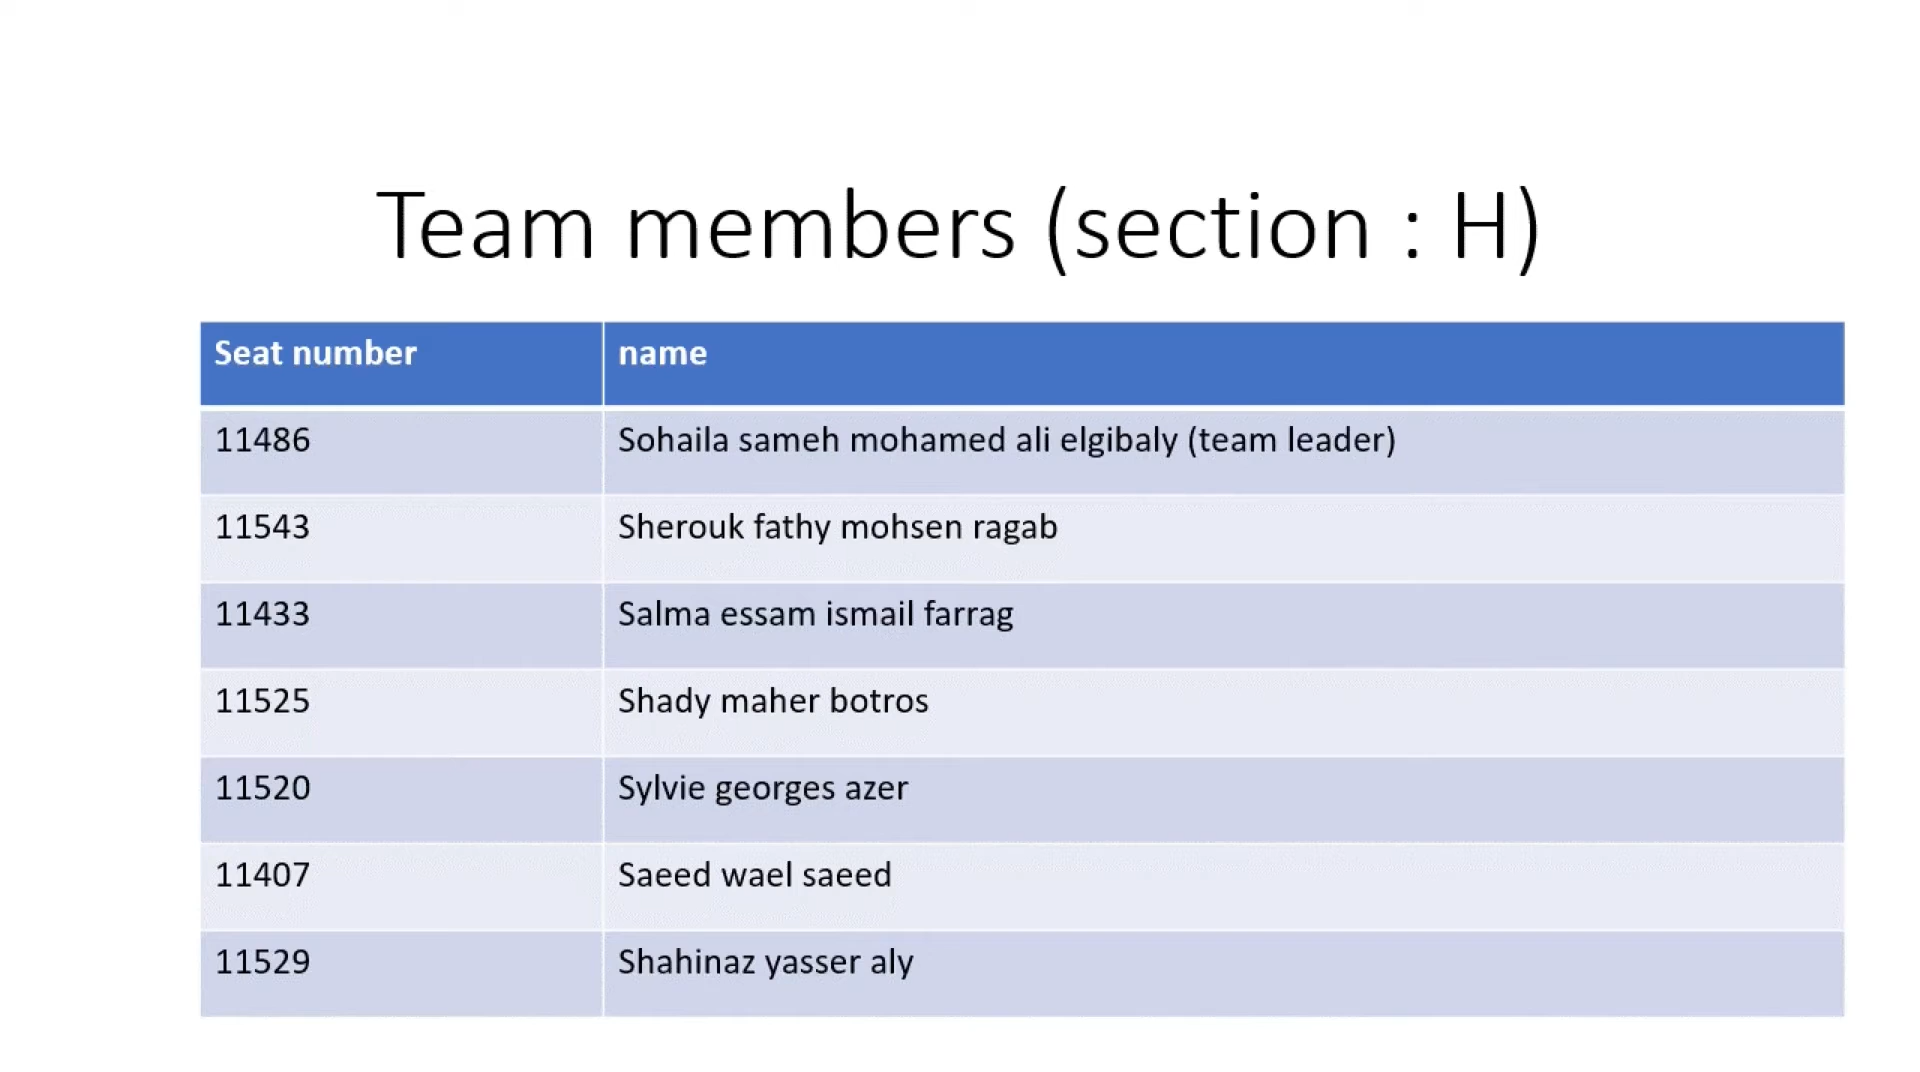 Team members (section : H)
Seat number name
11486 Sohaila sameh mohamed ali elgibaly (team leader)
11543 Sherouk fathy mohsen ragab
11433 Salma essam ismail farrag
11525 Shady maher botros
11520 Sylvie georges azer
11407 Saeed wael saeed
11529 Shahinaz yasser aly